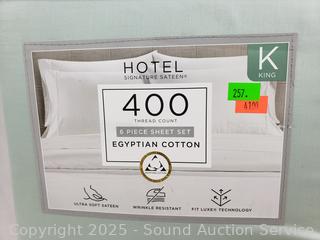 HOTEL
SIGNATURE SATEEN®
K
KING
400
THREAD COUNT
6 PIECE SHEET SET
EGYPTIAN COTTON
257.
ULTRA SOFT SATEEN
WRINKLE RESISTANT
FIT LUXE® TECHNOLOGY
Copyright 2025 - Sound Auction Service